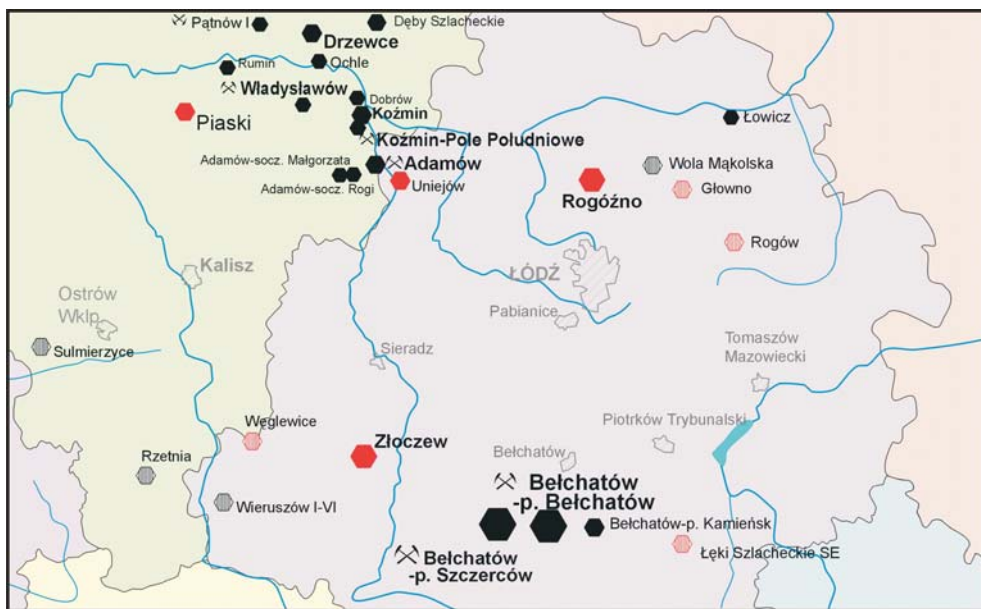 Pątnów I
Dęby Szlacheckie
Drzewce
Rumin
Ochle
Władysławów
Dobrów
Koźmin
Łowicz
Piaski
Koźmin-Pole Południowe
Adamów-socz. Małgorzata
Adamów
Wola Mąkolska
Adamów-socz. Rogi
Uniejów
Głowno
Rogóźno
Rogów
Kalisz
ŁÓDŹ
Ostrów
Wklp.
Pabianice
Sulmierzyce
Sieradz
Tomaszów
Mazowiecki
Węglewice
Piotrków Trybunalski
Złoczew
Bełchatów
Rzetnia
Bełchatów
-p. Bełchatów
Wieruszów I-VI
Bełchatów-p. Kamieńsk
Bełchatów
-p. Szczerców
Łęki Szlacheckie SE